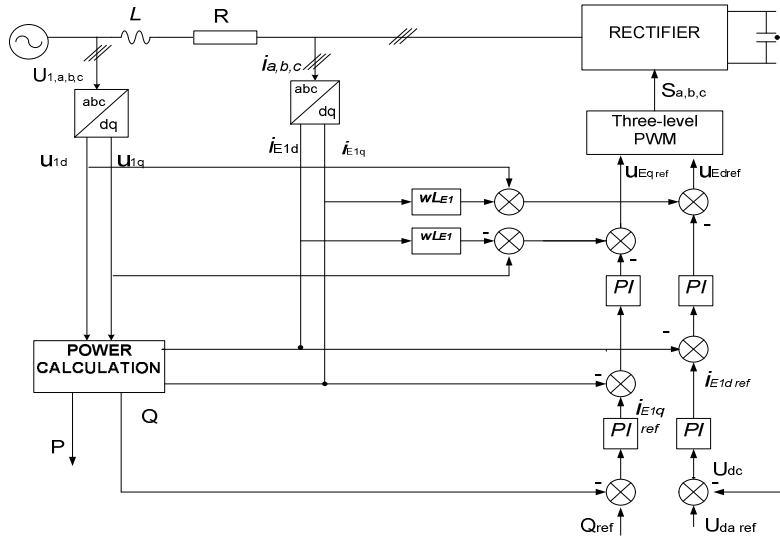 L
R
RECTIFIER
U1,a,b,c
ia,b,c
Sa,b,c
abc
dq
abc
dq
Three-level
PWM
u1d
u1q
iE1d
iE1q
uEq ref
uEdref
wLE1
-
wLE1
-
-
-
PI
PI
POWER
CALCULATION
-
-
iE1d ref
iE1q
ref
Q
P
PI
PI
Udc
-
-
Qref
Uda ref